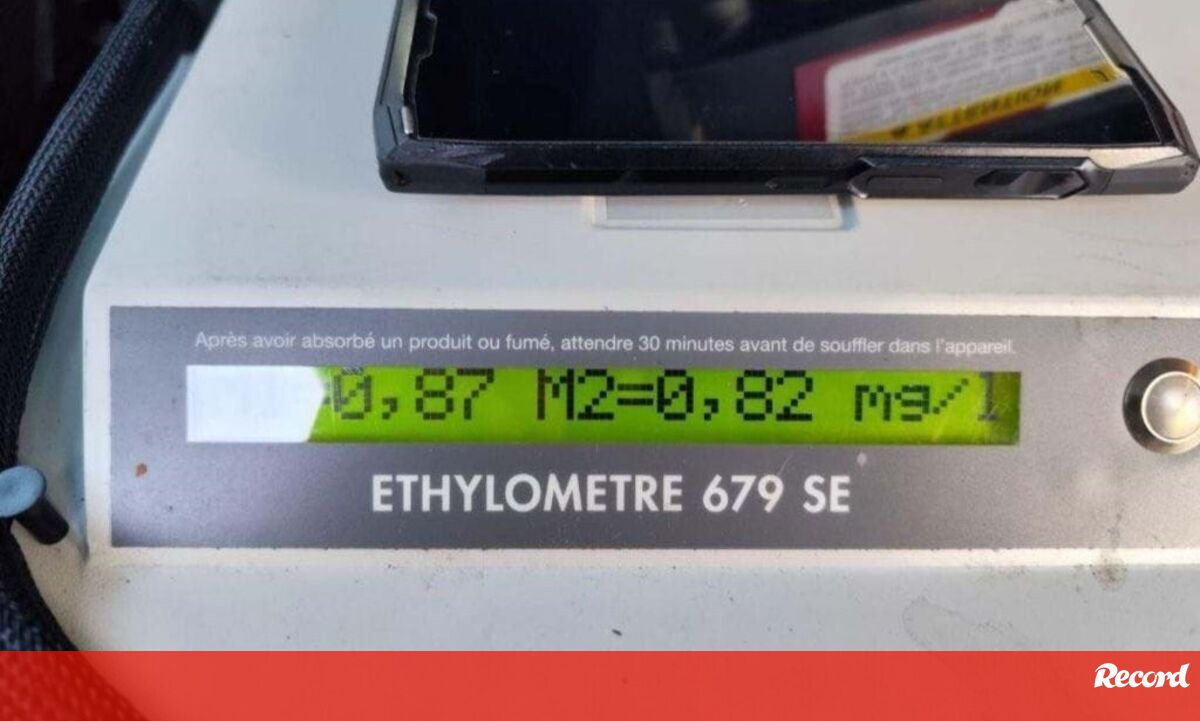 Après avoir absorbé un produit ou fumé, attendre 30 minutes avant de souffler dans l'appareil.
=0,87 M2=0,82 mg/l
ETHYLOMETRE 679 SE
Record